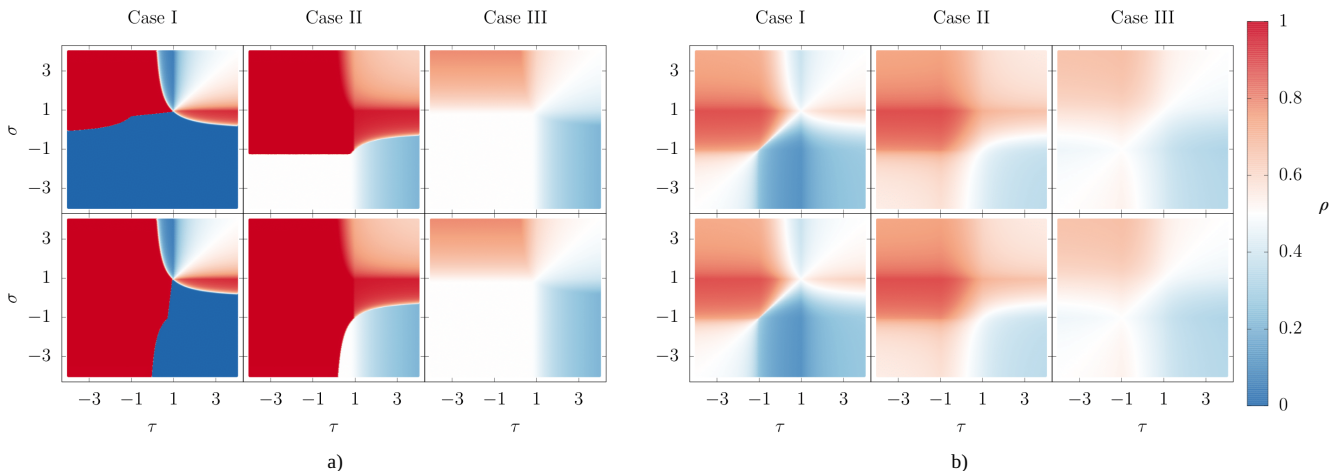 Case I Case II Case III Case I Case II Case III
1
3 3
1 1
0.8
σ σ
−1 −1
−3 −3
0.6
ρ
3 3
0.4
1 1
σ σ
−1 −1
0.2
−3 −3
0
−3 −1 1 3 −3 −1 1 3 −3 −1 1 3 −3 −1 1 3 −3 −1 1 3 −3 −1 1 3
τ τ τ τ
a) b)